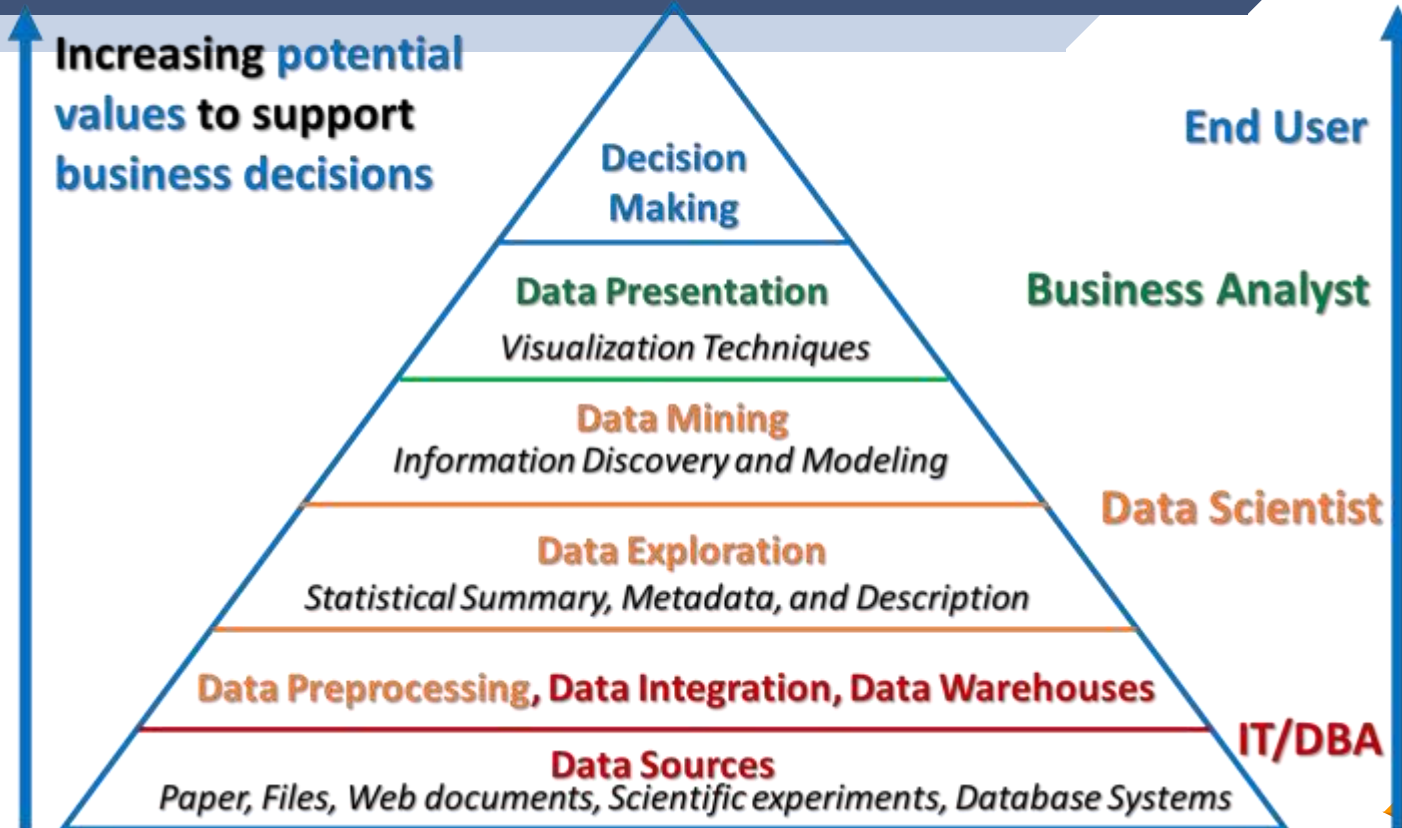 Increasing potential
values to support
business decisions
End User
Decision
Making
Data Presentation
Business Analyst
Visualization Techniques
Data Mining
Information Discovery and Modeling
Data Scientist
Data Exploration
Statistical Summary, Metadata, and Description
Data Preprocessing, Data Integration, Data Warehouses
IT/DBA
Data Sources
Paper, Files, Web documents, Scientific experiments, Database Systems